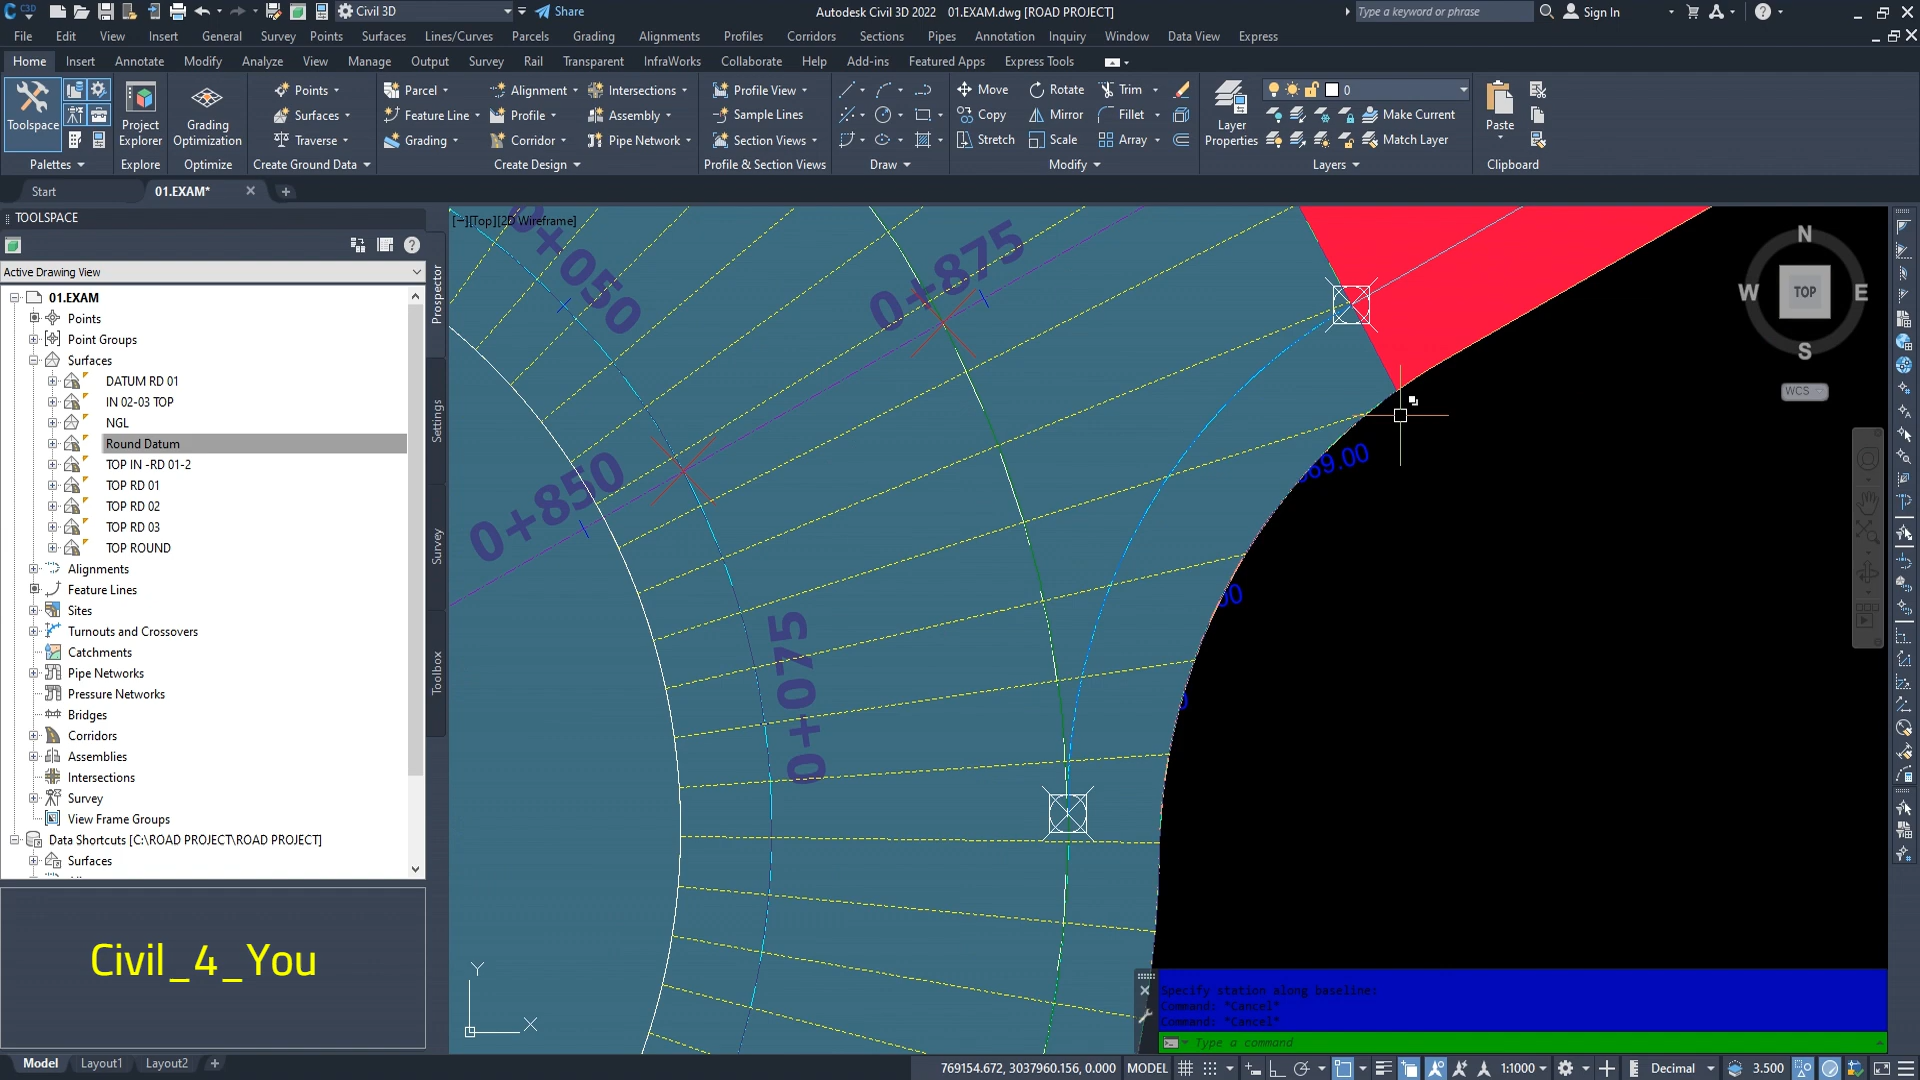 Civil 3D
Share
Autodesk Civil 3D 2022 01.EXAM.dwg [ROAD PROJECT]
Type a keyword or phrase
Sign In
File Edit View Insert General Survey Points Surfaces Lines/Curves Parcels Grading Alignments Profiles Corridors Sections Pipes Annotation Inquiry Window Data View Express
Home Insert Annotate Modify Analyze View Manage Output Survey Rail Transparent InfraWorks Collaborate Help Add-ins Featured Apps Express Tools
Points Parcel Alignment Intersections Profile View Move Rotate Trim 0
Toolspace Project Explorer Grading Optimization Surfaces Feature Line Profile Assembly Sample Lines Copy Mirror Fillet Layer Properties Make Current Paste
Traverse Grading Corridor Pipe Network Section Views Stretch Scale Array Match Layer
Palettes Explore Optimize Create Ground Data Create Design Profile & Section Views Draw Modify Layers Clipboard
Start 01.EXAM*
TOOLSPACE
Active Drawing View
01.EXAM
Points
Point Groups
Surfaces
DATUM RD 01
IN 02-03 TOP
NGL
Round Datum
TOP IN -RD 01-2
TOP RD 01
TOP RD 02
TOP RD 03
TOP ROUND
Alignments
Feature Lines
Sites
Turnouts and Crossovers
Catchments
Pipe Networks
Pressure Networks
Bridges
Corridors
Assemblies
Intersections
Survey
View Frame Groups
Data Shortcuts [C:\ROAD PROJECT\ROAD PROJECT]
Surfaces
Prospector
Settings
Survey
Toolbox
Civil_4_You
[−][Top][2D Wireframe]
0+050
0+875
0+850
0+075
69.00
N
W TOP E
S
WCS
Y
X
Specify station along baseline:
Command: *Cancel*
Command: *Cancel*
Type a command
Model Layout1 Layout2
769154.672, 3037960.156, 0.000 MODEL 1:1000 Decimal 3.500